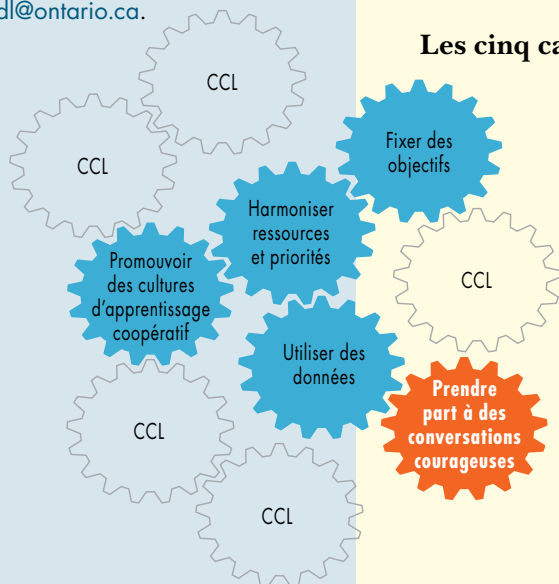 dl@ontario.ca.
Les cinq ca
CCL
CCL
Fixer des
objectifs
Harmoniser
ressources
et priorités
Promouvoir
des cultures
d'apprentissage
coopératif
CCL
Utiliser des
données
CCL
Prendre
part à des
conversations
courageuses
CCL